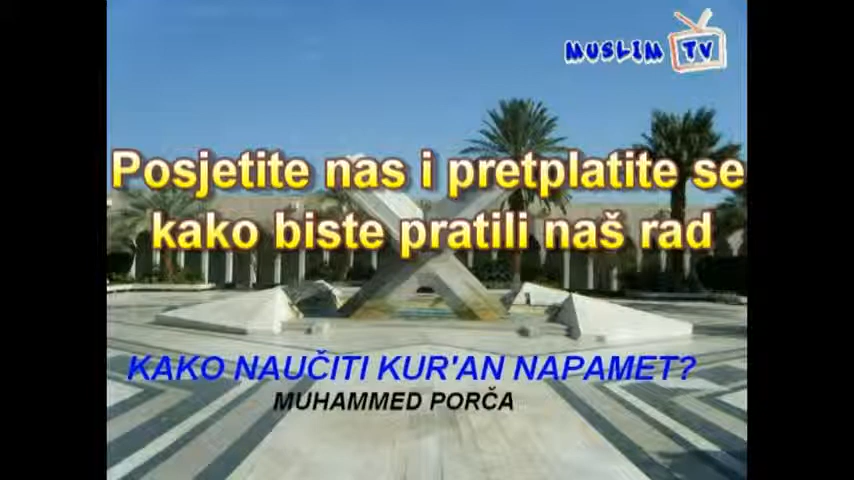 MUSLIM TV
Posjetite nas i pretplatite se
kako biste pratili naš rad
KAKO NAUČITI KUR'AN NAPAMET?
MUHAMMED PORČA